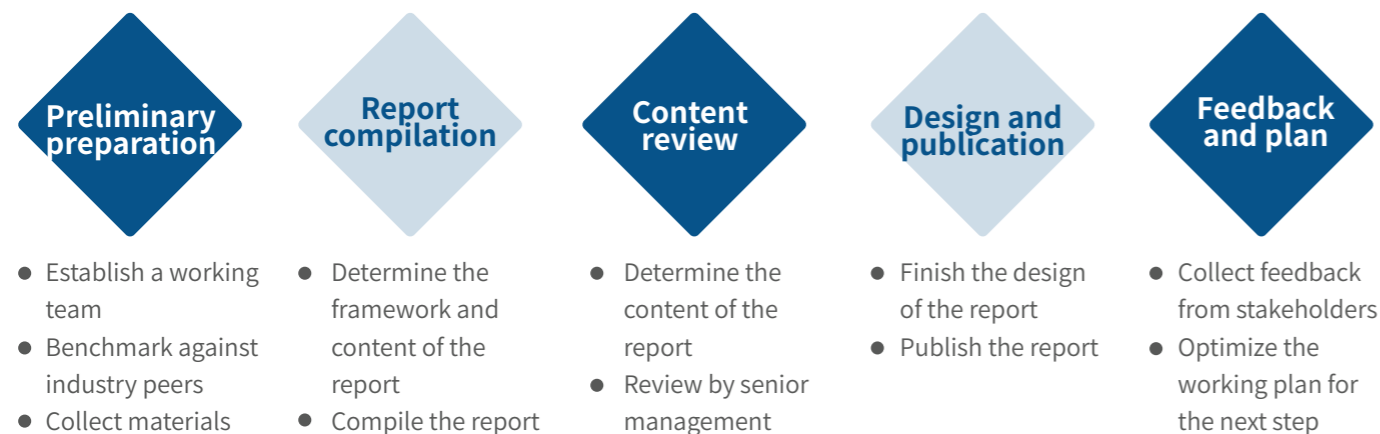 Preliminary
preparation
Report
compilation
Content
review
Design and
publication
Feedback
and plan
● Establish a working
team
● Benchmark against
industry peers
● Collect materials
● Determine the
framework and
content of the
report
● Compile the report
● Determine the
content of the
report
● Review by senior
management
● Finish the design
of the report
● Publish the report
● Collect feedback
from stakeholders
● Optimize the
working plan for
the next step